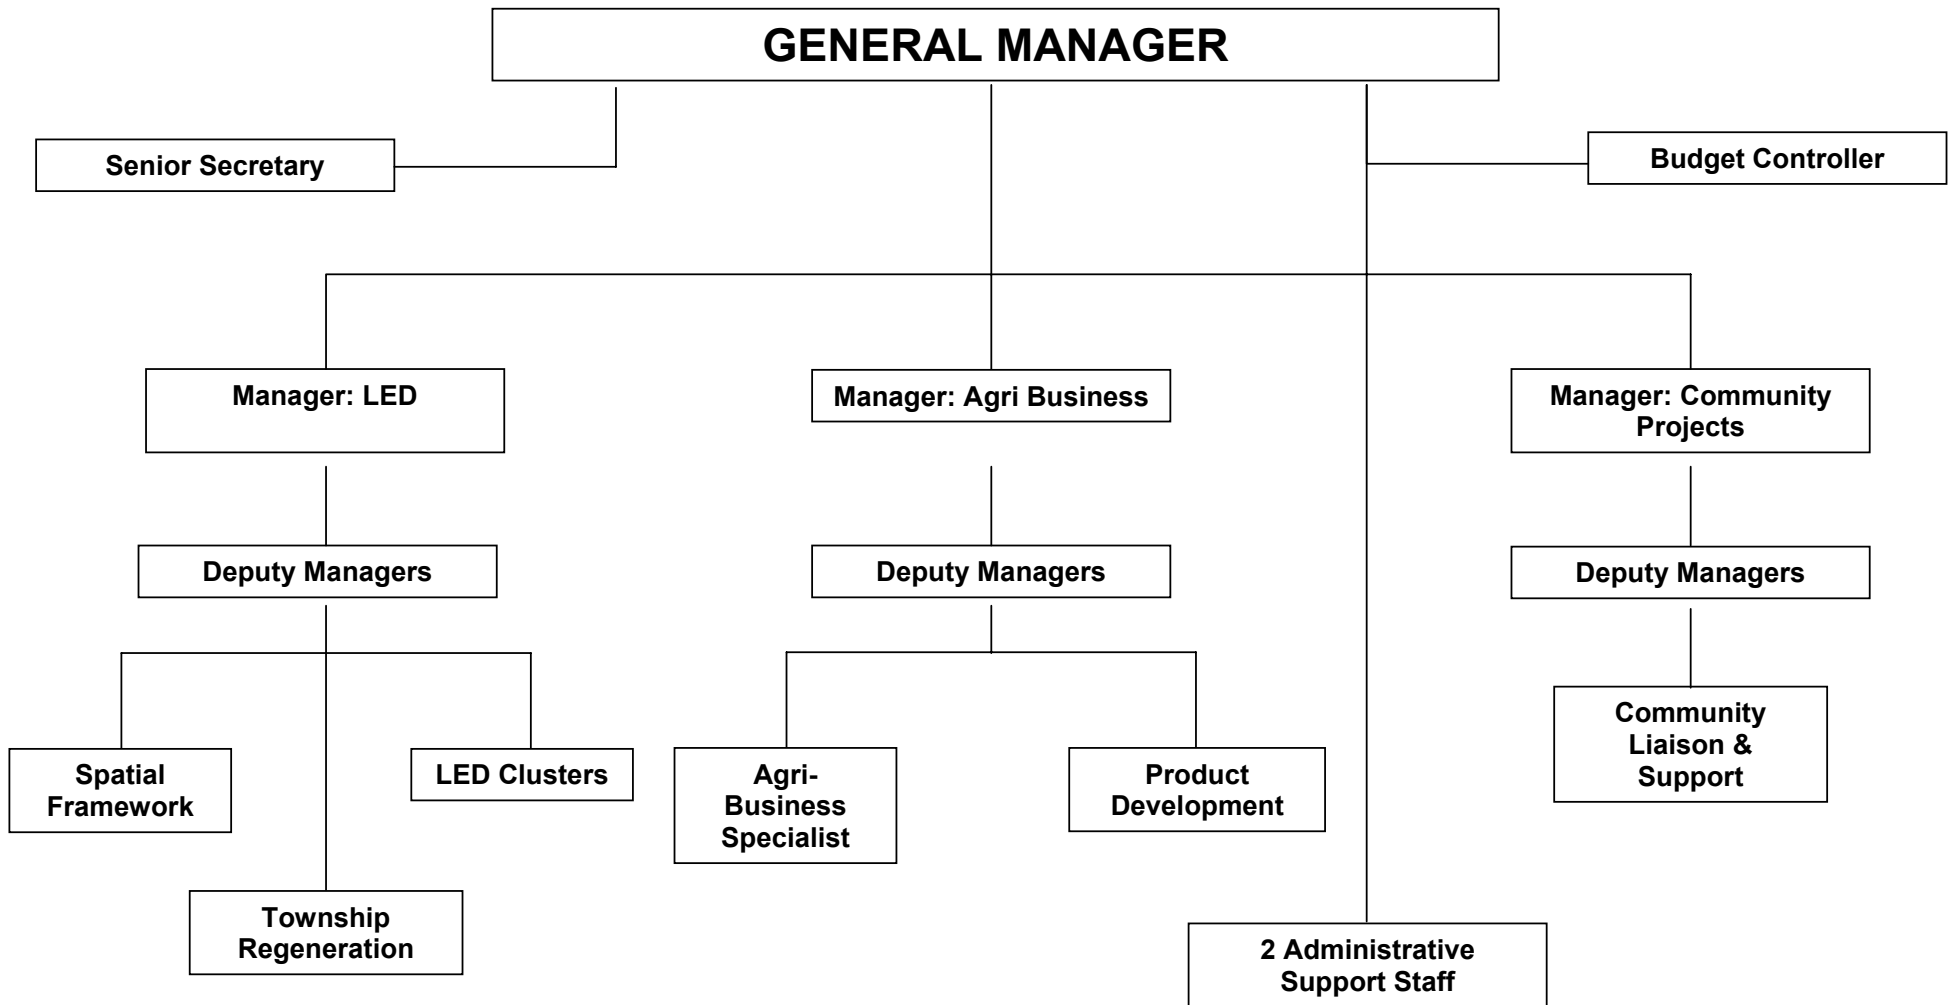 GENERAL MANAGER
Senior Secretary
Budget Controller
Manager: LED
Manager: Agri Business
Manager: Community
Projects
Deputy Managers
Deputy Managers
Deputy Managers
Spatial
Framework
LED Clusters
Agri-
Business
Specialist
Product
Development
Community
Liaison &
Support
Township
Regeneration
2 Administrative
Support Staff